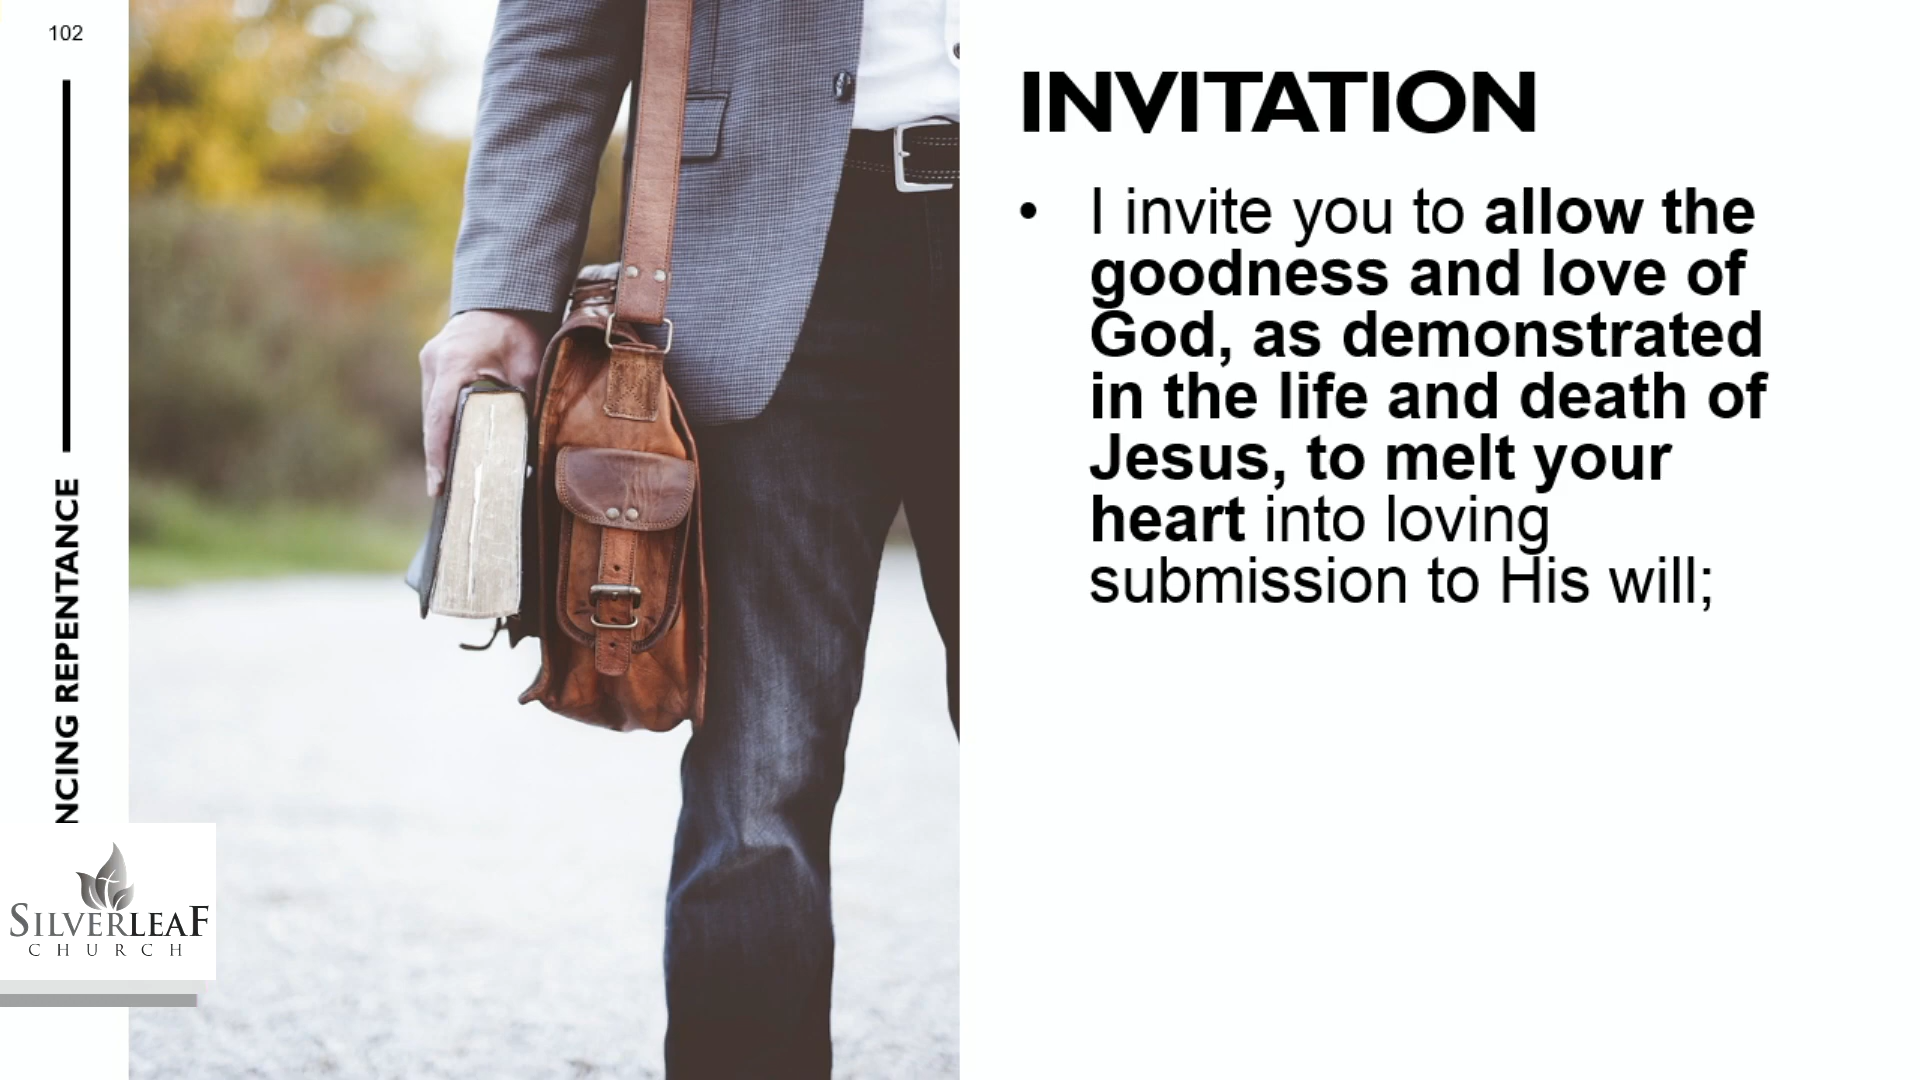 102
NCING REPENTANCE
SILVERLEAF
CHURCH
INVITATION
• I invite you to allow the
goodness and love of
God, as demonstrated
in the life and death of
Jesus, to melt your
heart into loving
submission to His will;